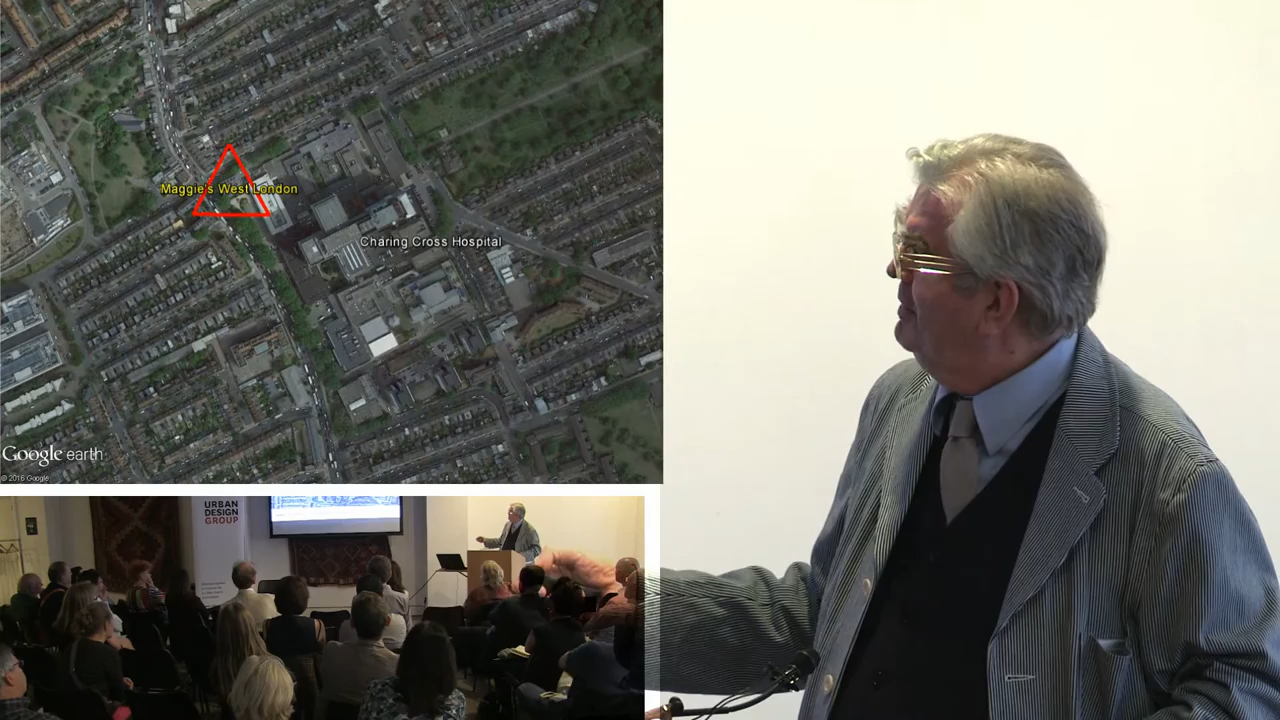 Maggie's West London
Charing Cross Hospital
Google earth
© 2016 Google
URBAN
DESIGN
GROUP